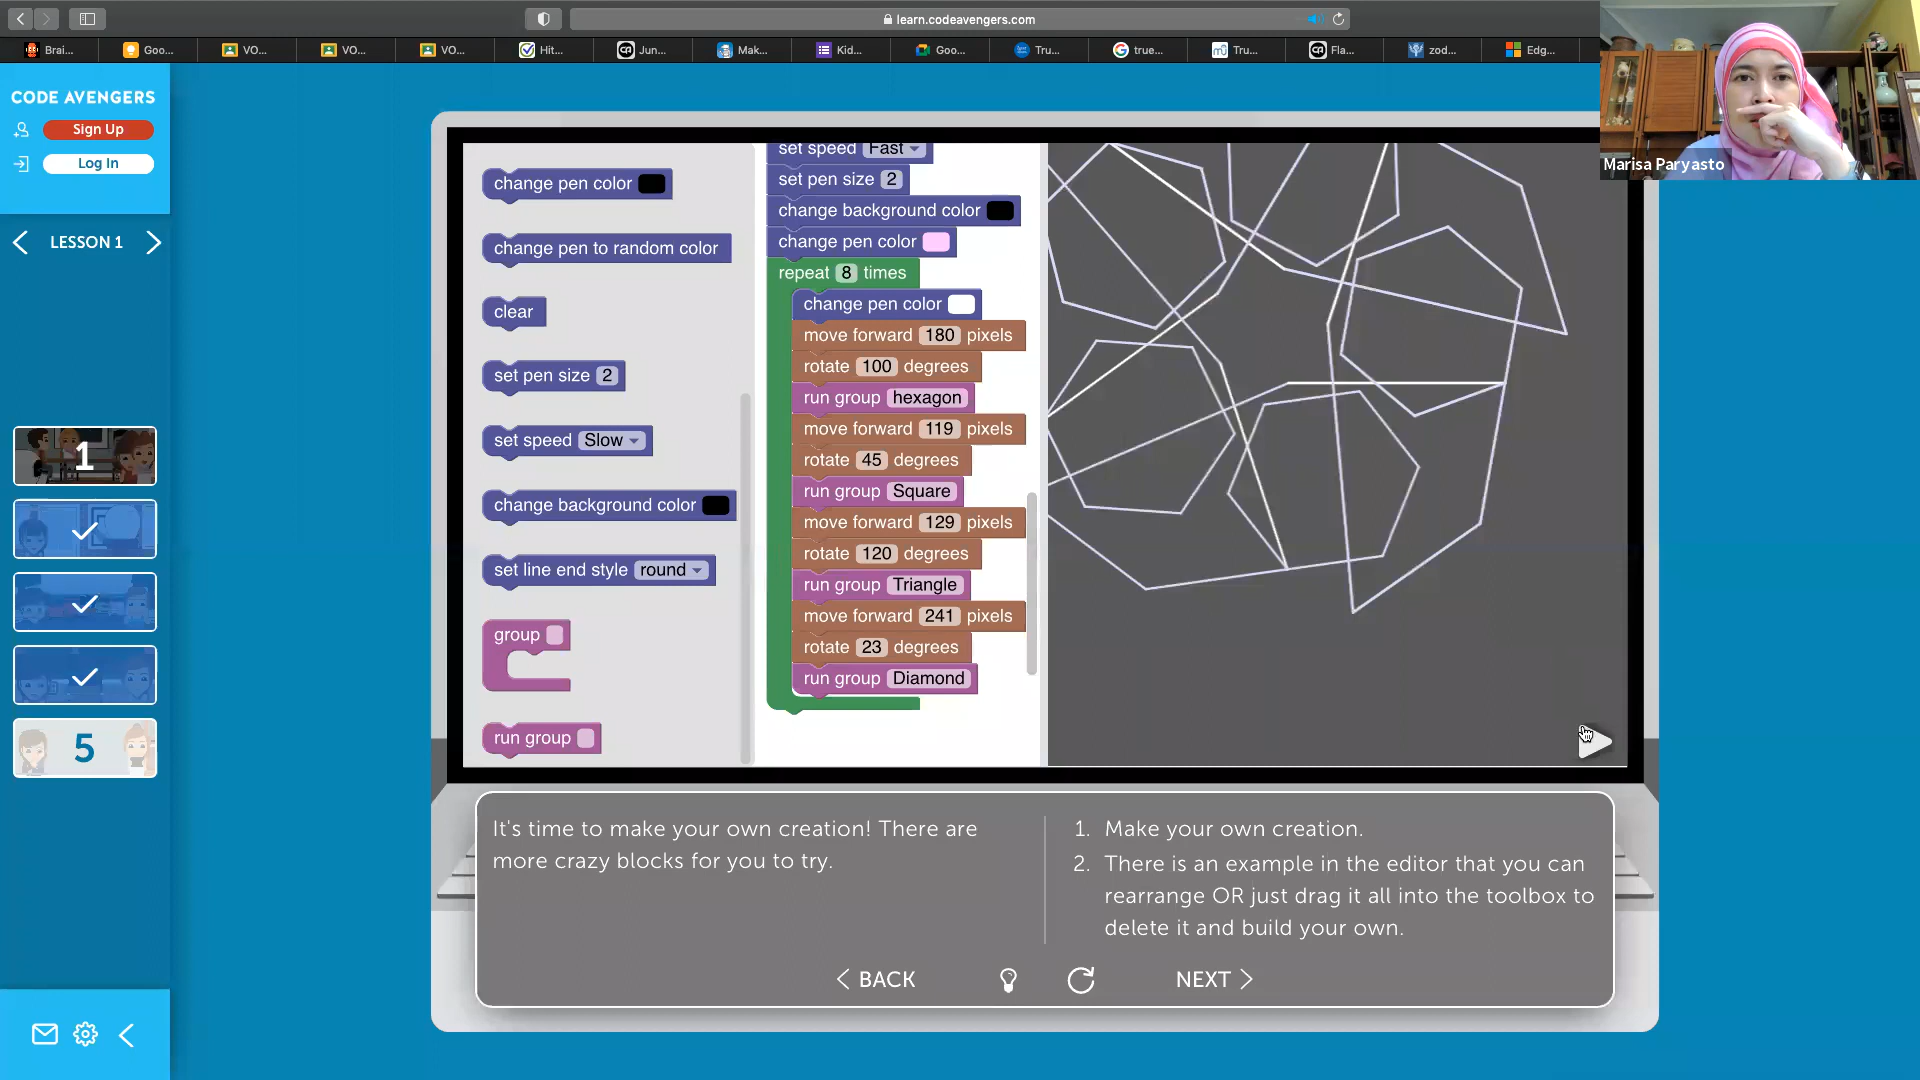 learn.codeavengers.com
Brai...
Goo...
VO...
VO...
VO...
Hit...
Jun...
Mak...
Kid...
Goo...
Tru...
true...
Tru...
Fla...
zod...
Edg...
Marisa Paryasto
CODE AVENGERS
Sign Up
Log In
LESSON 1
1
5
change pen color
change pen to random color
clear
set pen size 2
set speed Slow
change background color
set line end style round
group
run group
set speed Fast
set pen size 2
change background color
change pen color
repeat 8 times
change pen color
move forward 180 pixels
rotate 100 degrees
run group hexagon
move forward 119 pixels
rotate 45 degrees
run group Square
move forward 129 pixels
rotate 120 degrees
run group Triangle
move forward 241 pixels
rotate 23 degrees
run group Diamond
It's time to make your own creation! There are
more crazy blocks for you to try.
1. Make your own creation.
2. There is an example in the editor that you can
rearrange OR just drag it all into the toolbox to
delete it and build your own.
BACK
NEXT